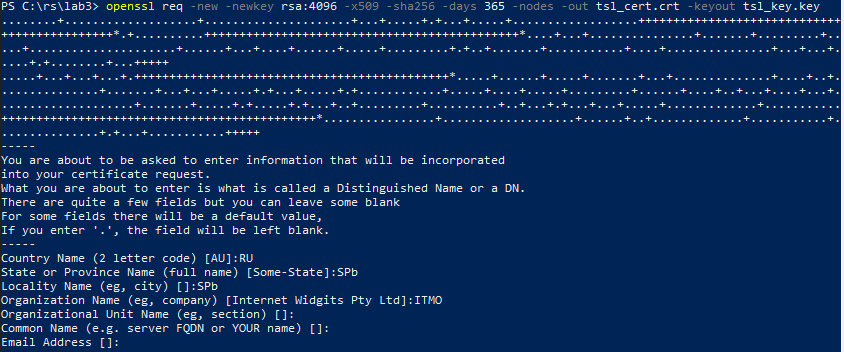 PS C:\rs\lab3> openssl req -new -newkey rsa:4096 -x509 -sha256 -days 365 -nodes -out tsl_cert.crt -keyout tsl_key.key
-----
You are about to be asked to enter information that will be incorporated
into your certificate request.
What you are about to enter is what is called a Distinguished Name or a DN.
There are quite a few fields but you can leave some blank
For some fields there will be a default value,
If you enter '.', the field will be left blank.
-----
Country Name (2 letter code) [AU]:RU
State or Province Name (full name) [Some-State]:SPb
Locality Name (eg, city) []:SPb
Organization Name (eg, company) [Internet Widgits Pty Ltd]:ITMO
Organizational Unit Name (eg, section) []:
Common Name (e.g. server FQDN or YOUR name) []:
Email Address []: